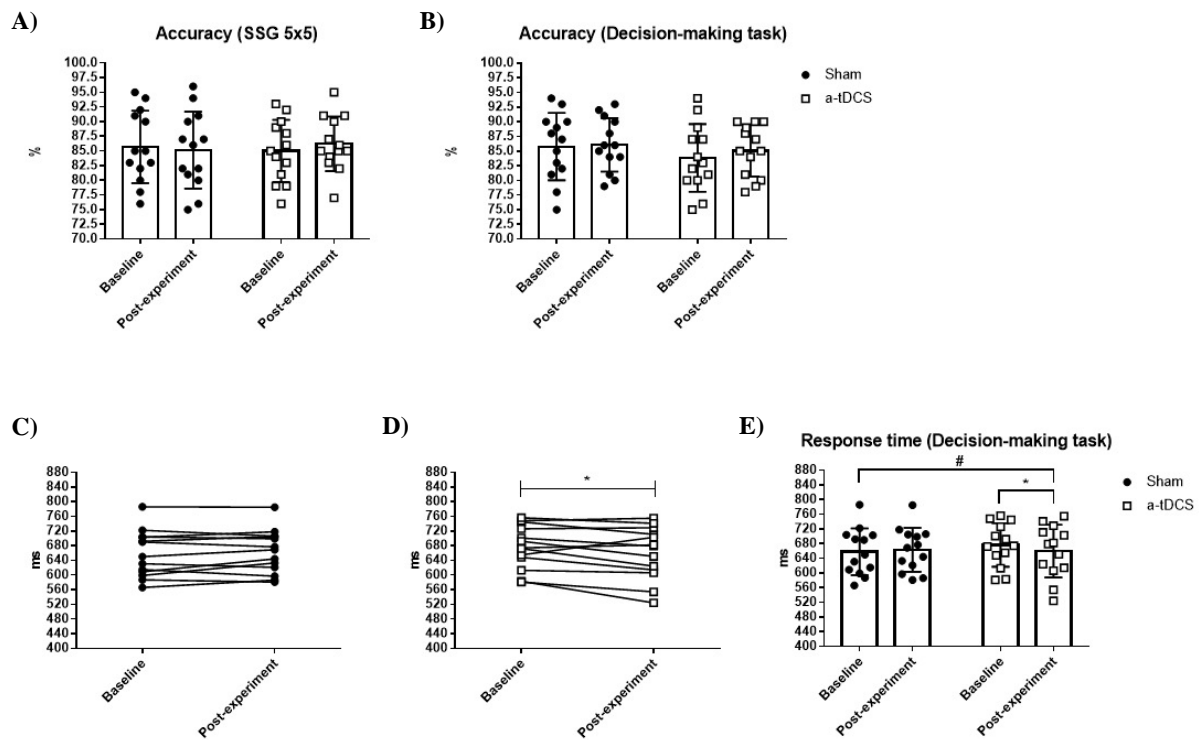 A)
Accuracy (SSG 5x5)
100.0
97.5
95.0
92.5
90.0
87.5
85.0
82.5
80.0
77.5
75.0
72.5
70.0
%
Baseline
Post-experiment
Baseline
Post-experiment
B)
Accuracy (Decision-making task)
100.0
97.5
95.0
92.5
90.0
87.5
85.0
82.5
80.0
77.5
75.0
72.5
70.0
%
Baseline
Post-experiment
Baseline
Post-experiment
Sham
a-tDCS
C)
880
840
800
760
720
680
640
600
560
520
480
440
400
ms
Baseline
Post-experiment
D)
880
840
800
760
720
680
640
600
560
520
480
440
400
ms
*
Baseline
Post-experiment
E)
Response time (Decision-making task)
880
840
800
760
720
680
640
600
560
520
480
440
400
ms
#
*
Baseline
Post-experiment
Baseline
Post-experiment
Sham
a-tDCS